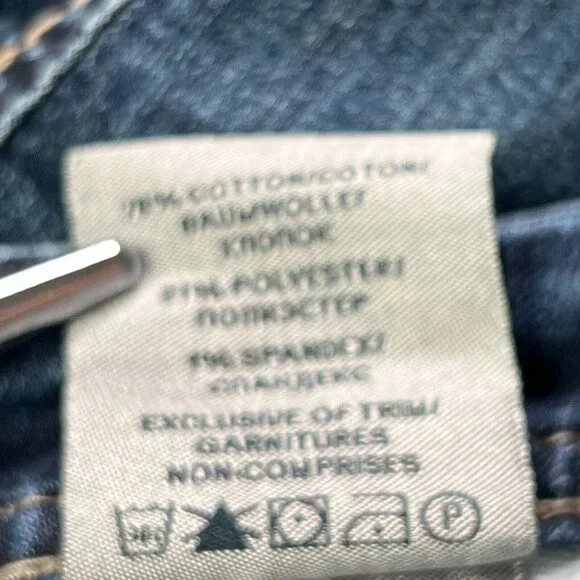 COTTON/COTON/
BAUMWOLLE/
ХЛОПОК
POLYESTER/
ПОЛИЭСТЕР
1% SPANDEX/
СПАНДЕКС
EXCLUSIVE OF TRIM/
GARNITURES
NON-COMPRISES
P